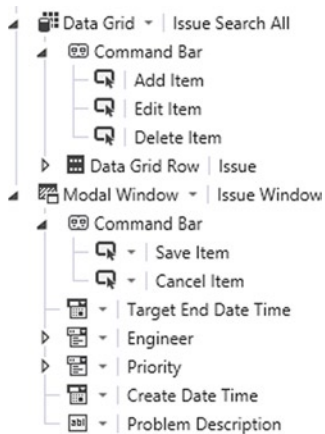 Data Grid | Issue Search All
Command Bar
Add Item
Edit Item
Delete Item
Data Grid Row | Issue
Modal Window | Issue Window
Command Bar
Save Item
Cancel Item
Target End Date Time
Engineer
Priority
Create Date Time
abl Problem Description